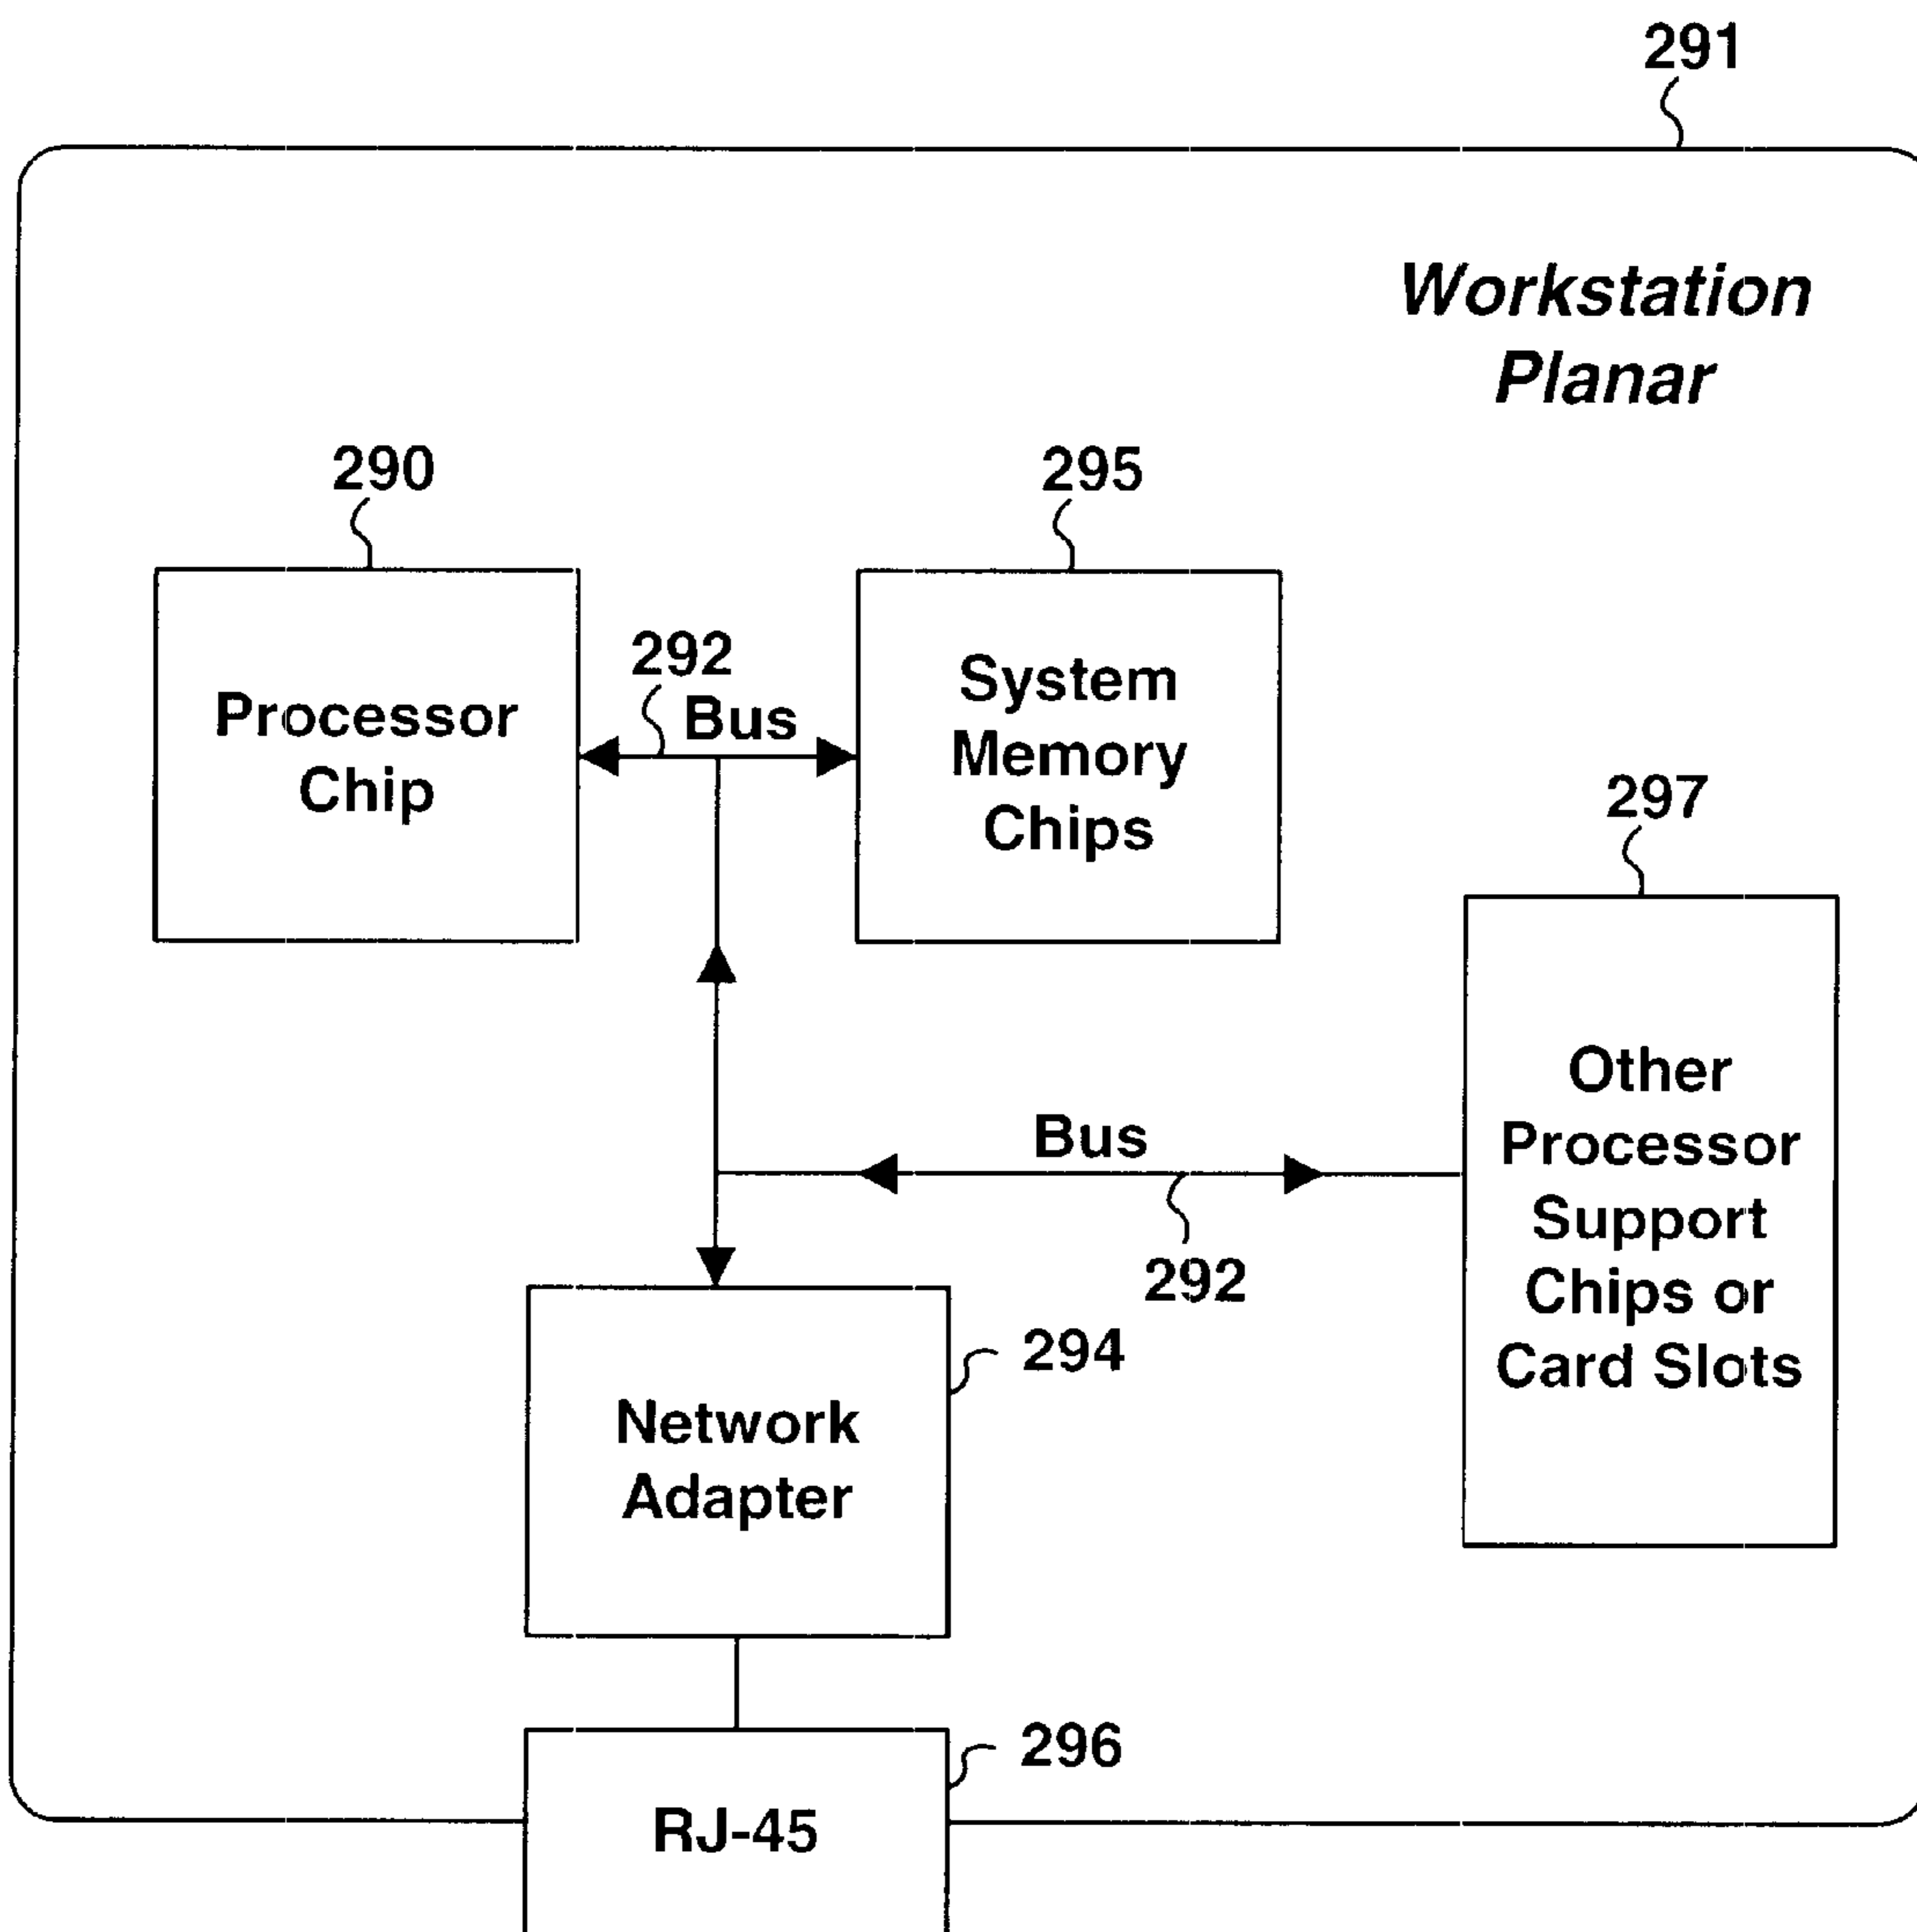 291
Workstation
Planar
290
295
292
Bus
Processor
Chip
System
Memory
Chips
297
Other
Processor
Support
Chips or
Card Slots
Bus
292
294
Network
Adapter
296
RJ-45